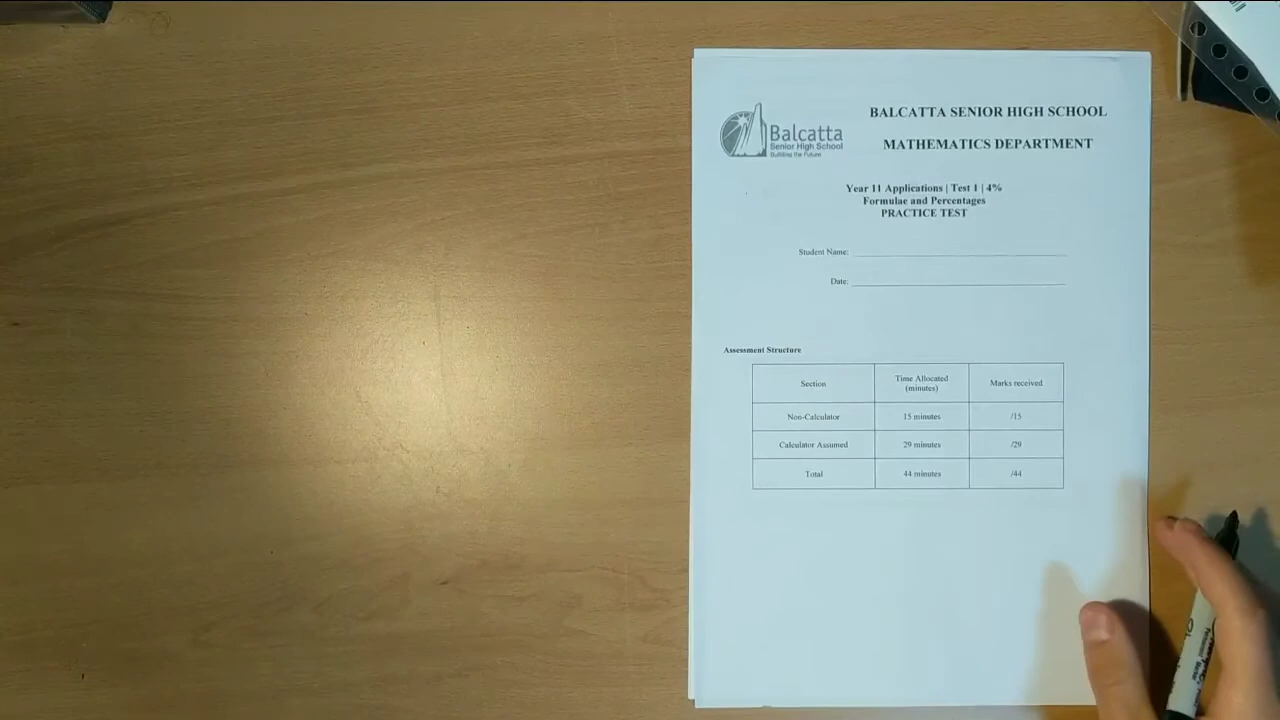 Balcatta
Senior High School
Building the Future
BALCATTA SENIOR HIGH SCHOOL
MATHEMATICS DEPARTMENT
Year 11 Applications | Test 1 | 4%
Formulae and Percentages
PRACTICE TEST
Student Name:
Date:
Assessment Structure
Section
Time Allocated
(minutes)
Marks received
Non-Calculator
15 minutes
/15
Calculator Assumed
29 minutes
/29
Total
44 minutes
/44